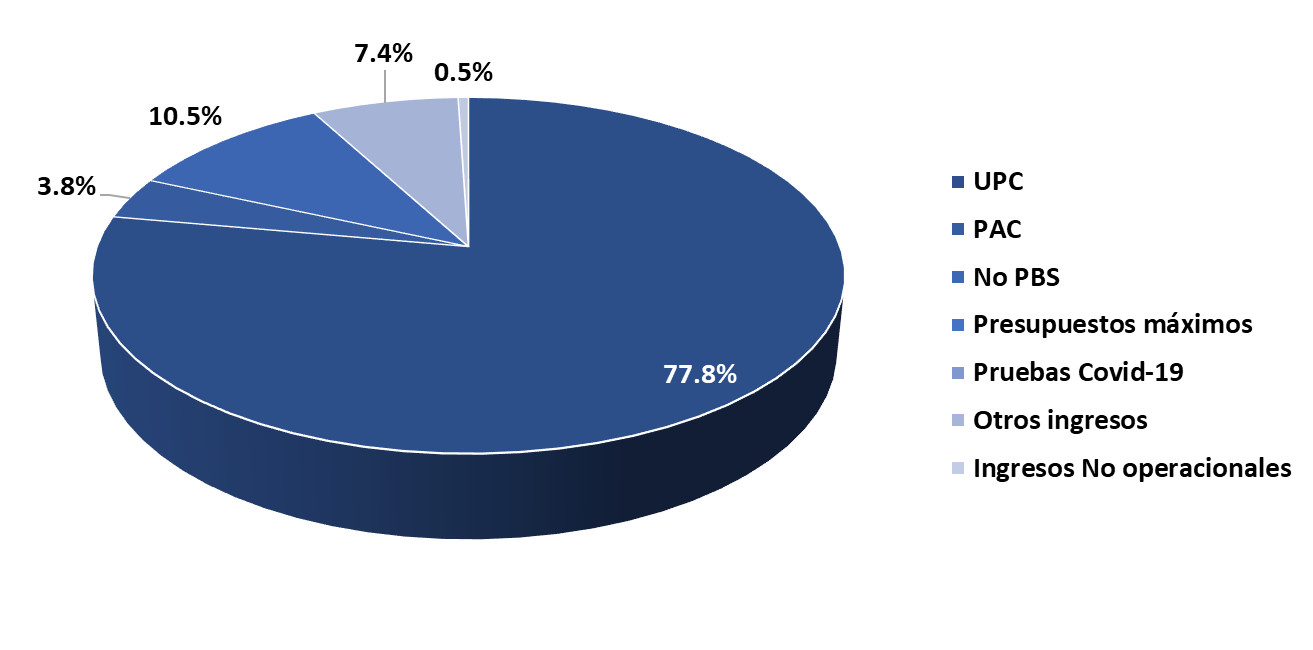 7.4%
0.5%
10.5%
3.8%
77.8%
UPC
PAC
No PBS
Presupuestos máximos
Pruebas Covid-19
Otros ingresos
Ingresos No operacionales